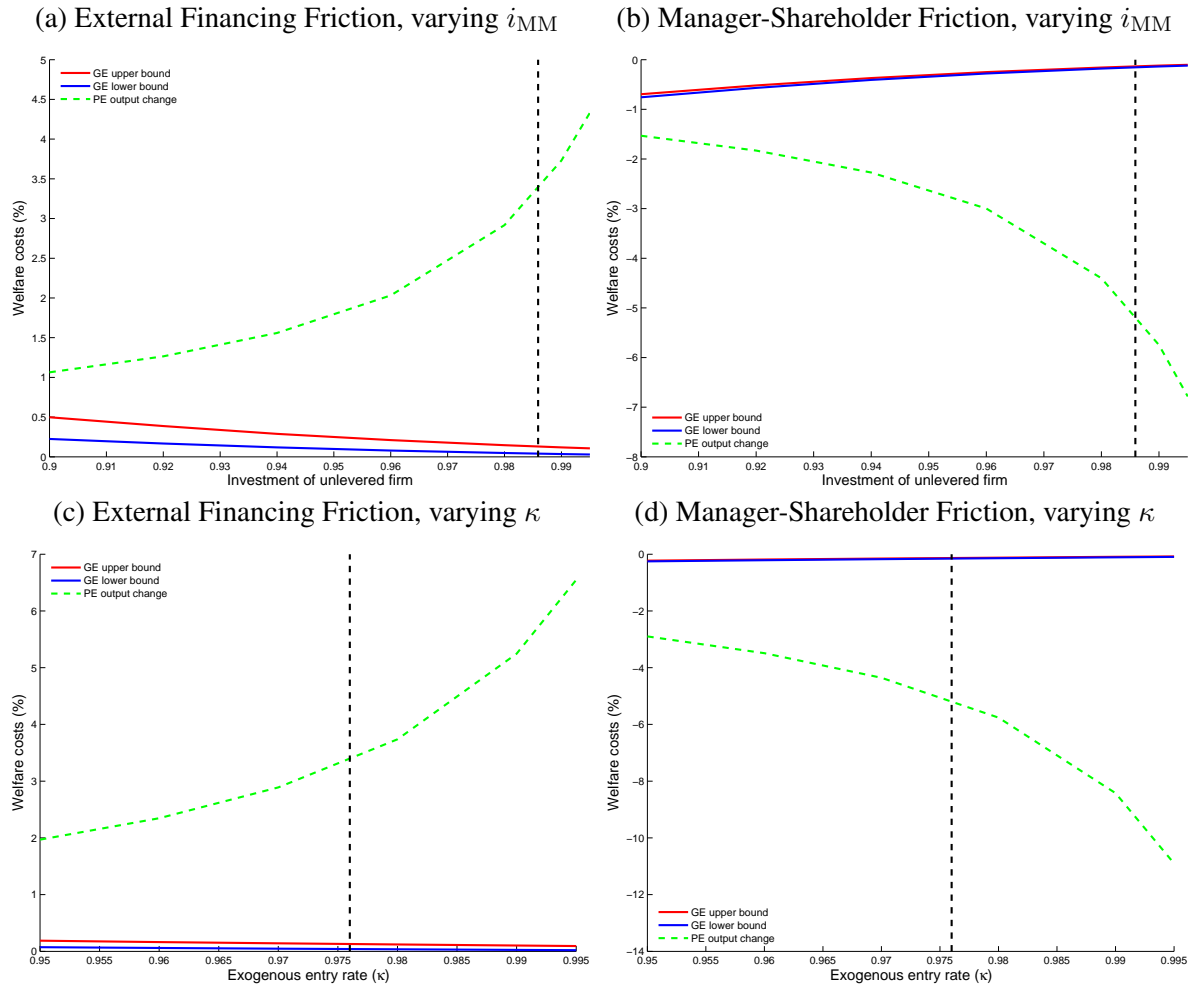 (a) External Financing Friction, varying i_MM
5
4.5
4
3.5
3
2.5
2
1.5
1
0.5
0
Welfare costs (%)
GE upper bound
GE lower bound
PE output change
0.9 0.91 0.92 0.93 0.94 0.95 0.96 0.97 0.98 0.99
Investment of unlevered firm
(b) Manager-Shareholder Friction, varying i_MM
0
−1
−2
−3
−4
−5
−6
−7
−8
Welfare costs (%)
GE upper bound
GE lower bound
PE output change
0.9 0.91 0.92 0.93 0.94 0.95 0.96 0.97 0.98 0.99
Investment of unlevered firm
(c) External Financing Friction, varying κ
7
6
5
4
3
2
1
0
Welfare costs (%)
GE upper bound
GE lower bound
PE output change
0.95 0.955 0.96 0.965 0.97 0.975 0.98 0.985 0.99 0.995
Exogenous entry rate (κ)
(d) Manager-Shareholder Friction, varying κ
0
−2
−4
−6
−8
−10
−12
−14
Welfare costs (%)
GE upper bound
GE lower bound
PE output change
0.95 0.955 0.96 0.965 0.97 0.975 0.98 0.985 0.99 0.995
Exogenous entry rate (κ)